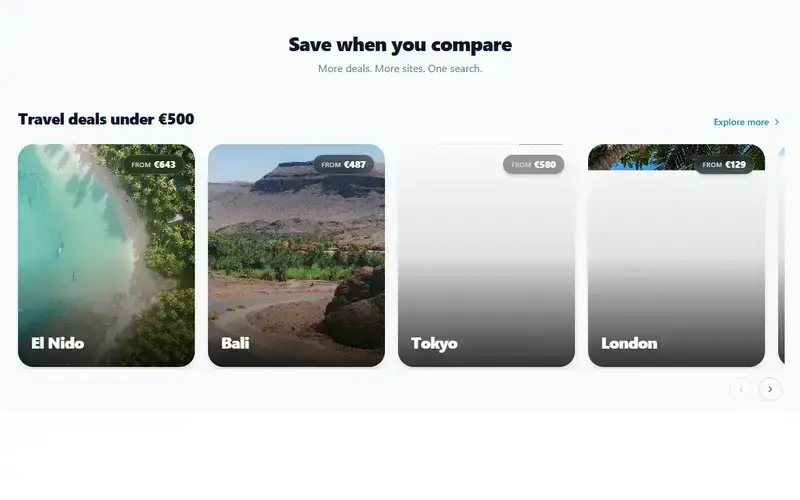 Save when you compare
More deals. More sites. One search.
Travel deals under €500
Explore more
FROM €643
FROM €487
FROM €580
FROM €129
El Nido
Bali
Tokyo
London